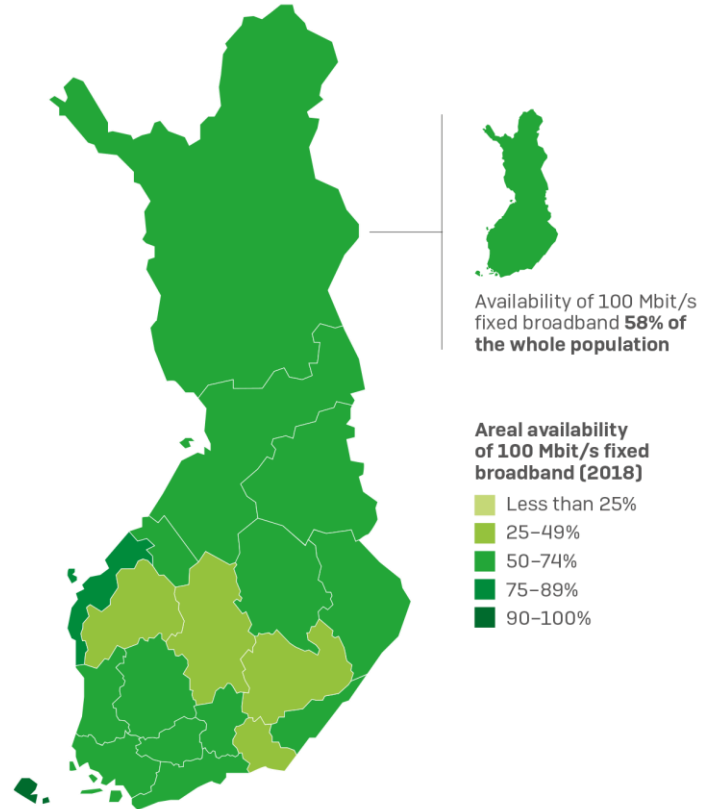 Availability of 100 Mbit/s
fixed broadband 58% of
the whole population
Areal availability
of 100 Mbit/s fixed
broadband (2018)
Less than 25%
25–49%
50–74%
75–89%
90–100%